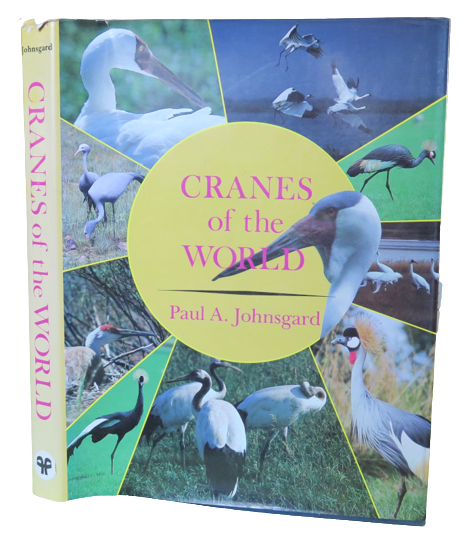 Johnsgard
CRANES of the WORLD
CRANES
of the
WORLD
Paul A. Johnsgard